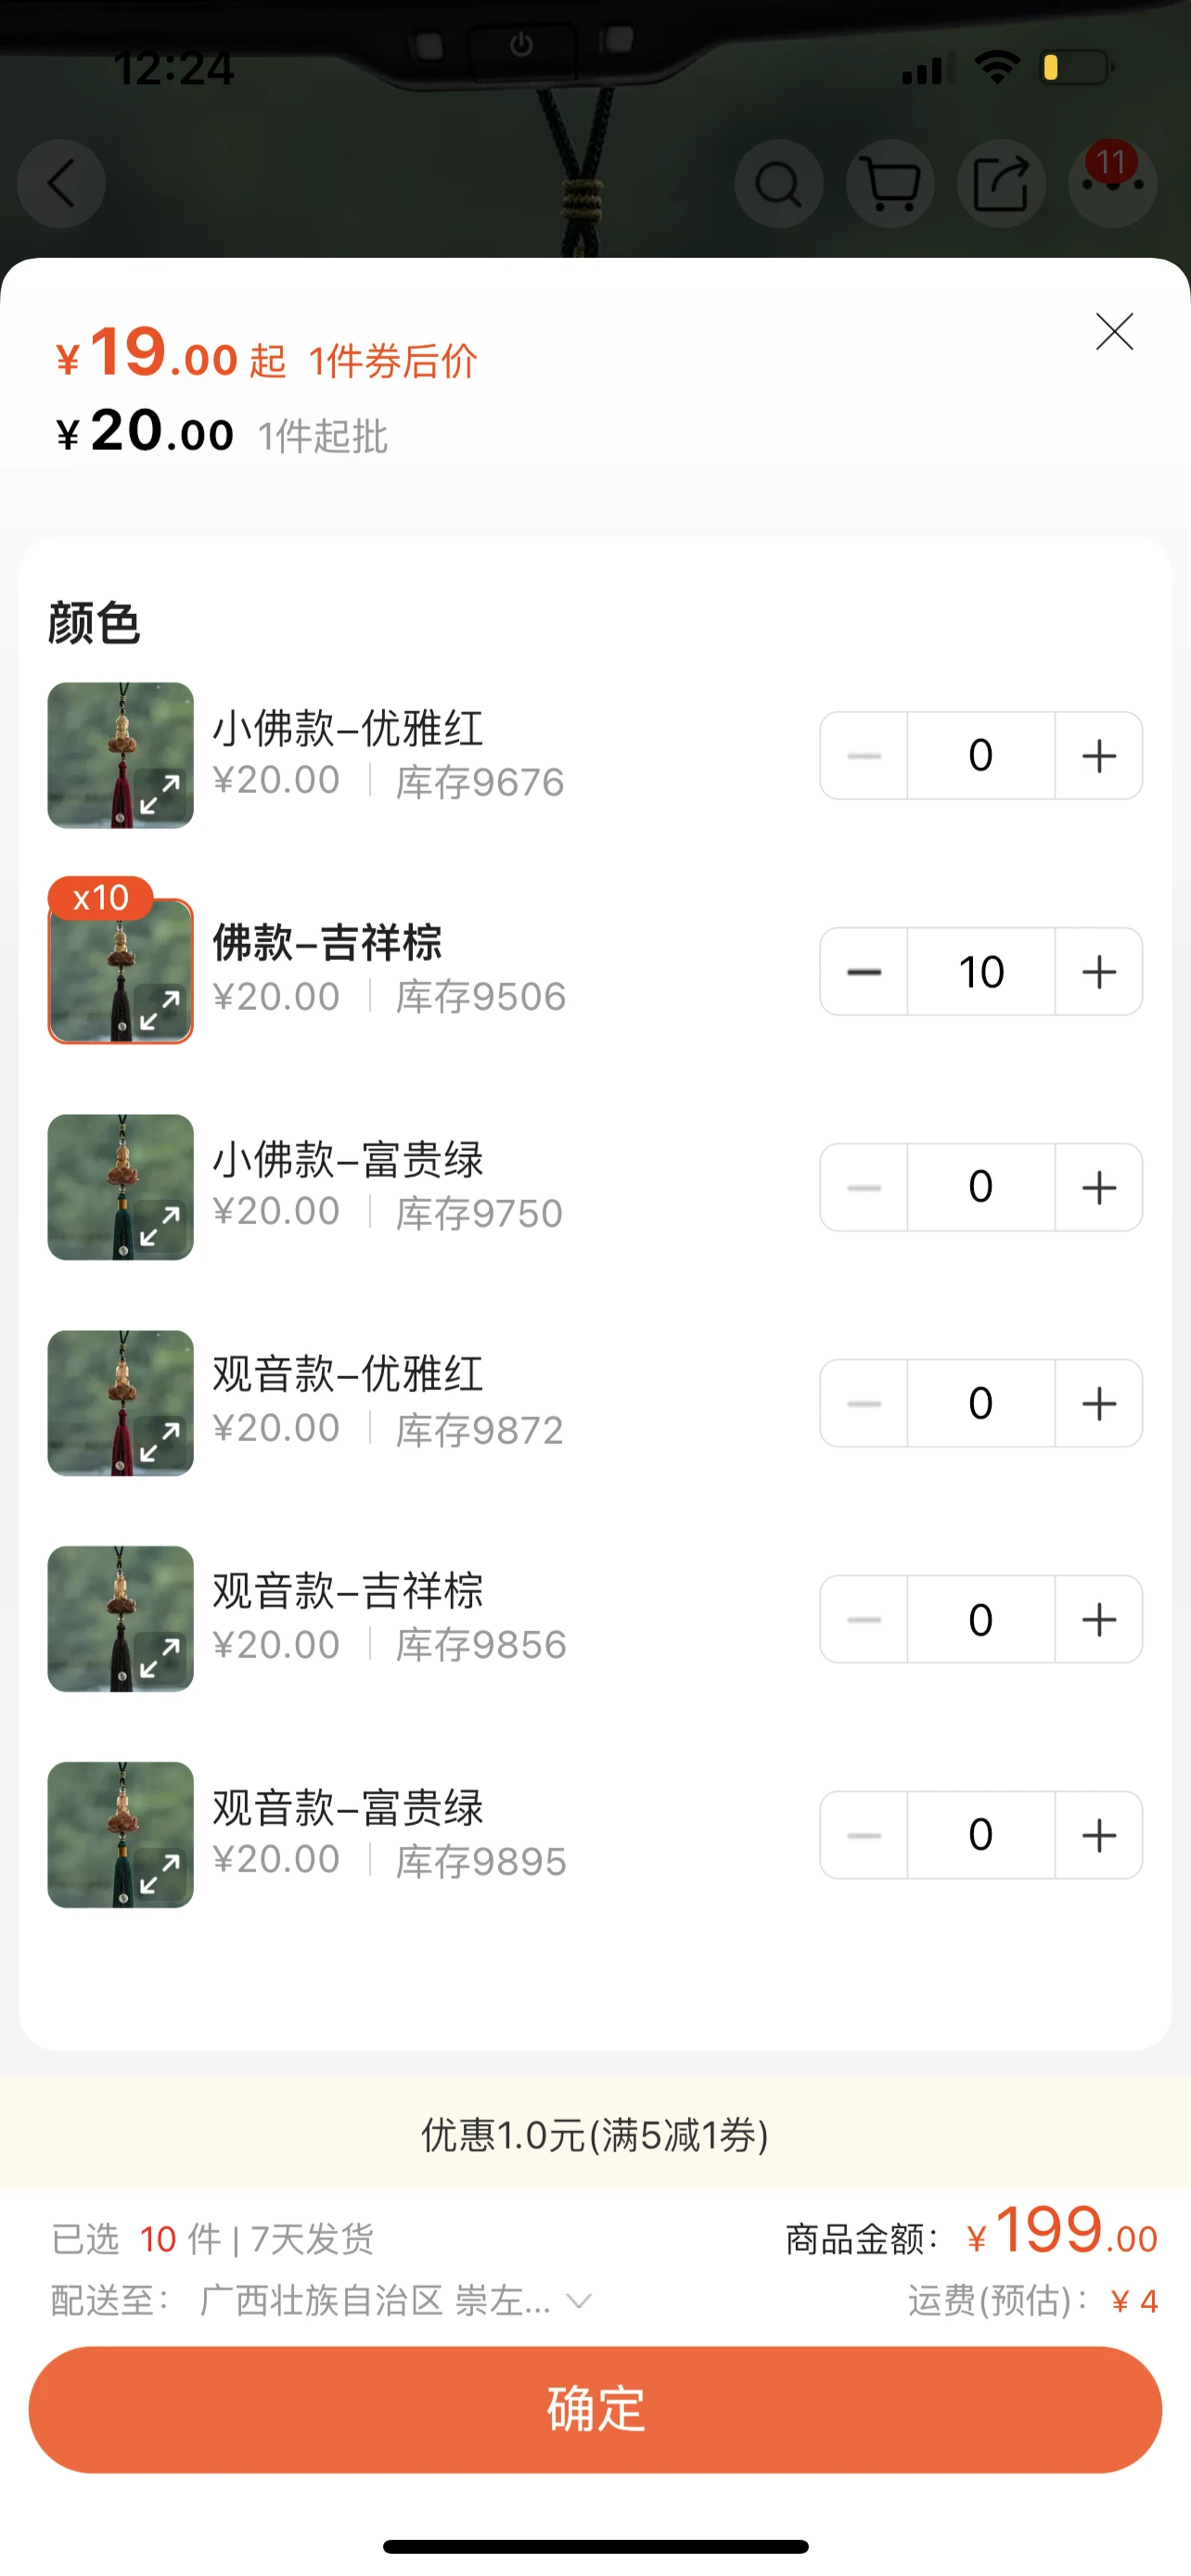 12:24
11
¥19.00起 1件券后价
¥20.00 1件起批
颜色
小佛款–优雅红
¥20.00 | 库存9676
0
x10
佛款–吉祥棕
¥20.00 | 库存9506
10
小佛款–富贵绿
¥20.00 | 库存9750
0
观音款–优雅红
¥20.00 | 库存9872
0
观音款–吉祥棕
¥20.00 | 库存9856
0
观音款–富贵绿
¥20.00 | 库存9895
0
优惠1.0元(满5减1券)
已选 10 件 | 7天发货 商品金额：¥199.00
配送至： 广西壮族自治区 崇左... 运费(预估)：¥4
确定